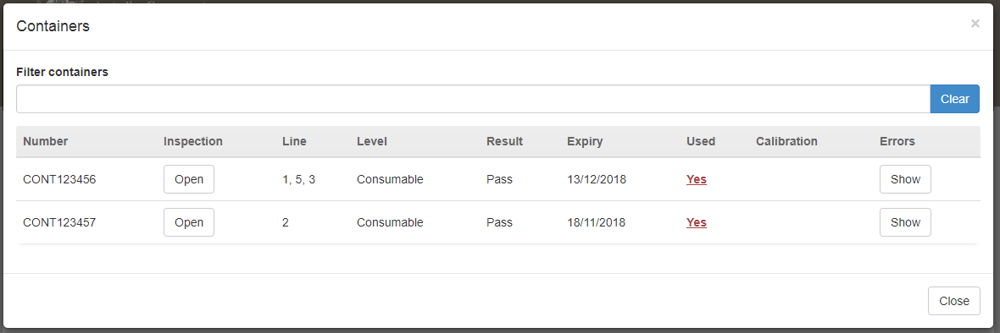 Containers ×
Filter containers
Clear
Number Inspection Line Level Result Expiry Used Calibration Errors
CONT123456 Open 1, 5, 3 Consumable Pass 13/12/2018 Yes Show
CONT123457 Open 2 Consumable Pass 18/11/2018 Yes Show
Close